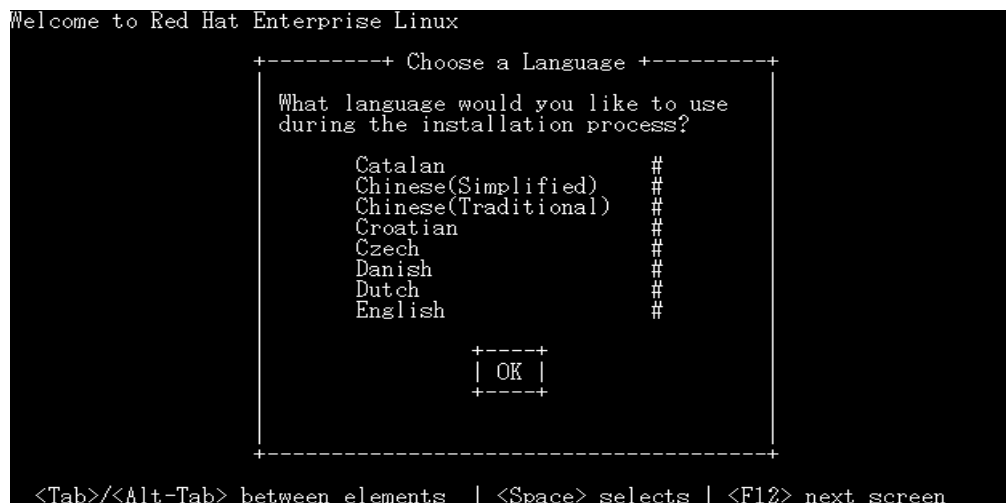 Welcome to Red Hat Enterprise Linux
+---------+ Choose a Language +---------+
What language would you like to use
during the installation process?
Catalan #
Chinese(Simplified) #
Chinese(Traditional) #
Croatian #
Czech #
Danish #
Dutch #
English #
+----+
| OK |
+----+
+---------------------------------------+
<Tab>/<Alt-Tab> between elements | <Space> selects | <F12> next screen